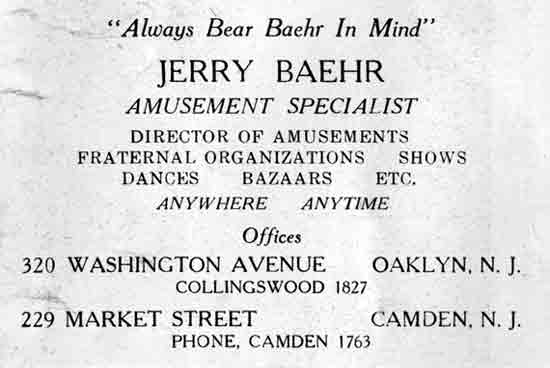 "Always Bear Baehr In Mind"
JERRY BAEHR
AMUSEMENT SPECIALIST
DIRECTOR OF AMUSEMENTS
FRATERNAL ORGANIZATIONS SHOWS
DANCES BAZAARS ETC.
ANYWHERE ANYTIME
Offices
320 WASHINGTON AVENUE OAKLYN, N. J.
COLLINGSWOOD 1827
229 MARKET STREET CAMDEN, N. J.
PHONE, CAMDEN 1763